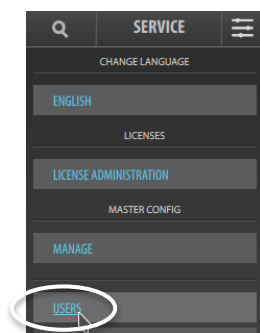 SERVICE
CHANGE LANGUAGE
ENGLISH
LICENSES
LICENSE ADMINISTRATION
MASTER CONFIG
MANAGE
USERS